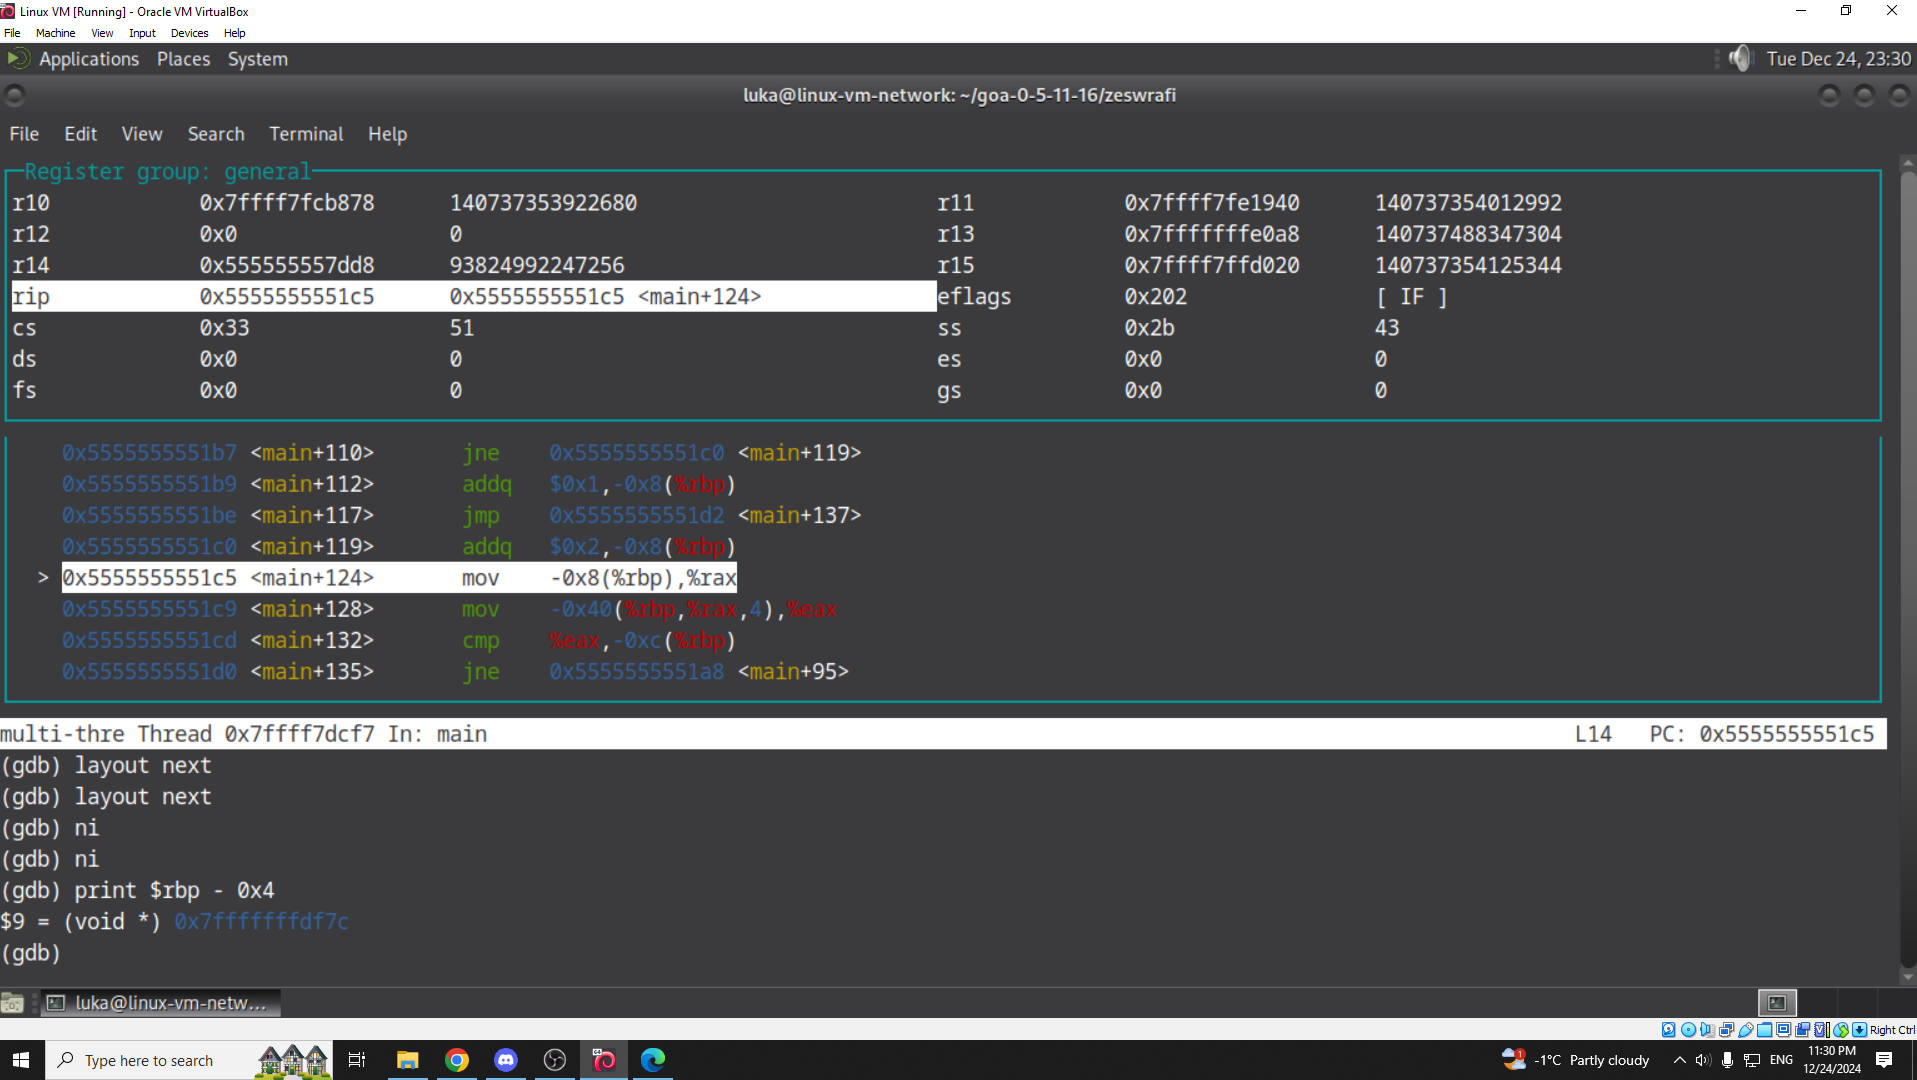 Linux VM [Running] - Oracle VM VirtualBox
File Machine View Input Devices Help
Applications Places System Tue Dec 24, 23:30
luka@linux-vm-network: ~/goa-0-5-11-16/zeswrafi
File Edit View Search Terminal Help
Register group: general
r10 0x7ffff7fcb878 140737353922680 r11 0x7ffff7fe1940 140737354012992
r12 0x0 0 r13 0x7fffffffe0a8 140737488347304
r14 0x555555557dd8 93824992247256 r15 0x7ffff7ffd020 140737354125344
rip 0x5555555551c5 0x5555555551c5 <main+124> eflags 0x202 [ IF ]
cs 0x33 51 ss 0x2b 43
ds 0x0 0 es 0x0 0
fs 0x0 0 gs 0x0 0
0x5555555551b7 <main+110> jne 0x5555555551c0 <main+119>
0x5555555551b9 <main+112> addq $0x1,-0x8(%rbp)
0x5555555551be <main+117> jmp 0x5555555551d2 <main+137>
0x5555555551c0 <main+119> addq $0x2,-0x8(%rbp)
> 0x5555555551c5 <main+124> mov -0x8(%rbp),%rax
0x5555555551c9 <main+128> mov -0x40(%rbp,%rax,4),%eax
0x5555555551cd <main+132> cmp %eax,-0xc(%rbp)
0x5555555551d0 <main+135> jne 0x5555555551a8 <main+95>
multi-thre Thread 0x7ffff7dcf7 In: main L14 PC: 0x5555555551c5
(gdb) layout next
(gdb) layout next
(gdb) ni
(gdb) ni
(gdb) print $rbp - 0x4
$9 = (void *) 0x7fffffffdf7c
(gdb)
luka@linux-vm-netw...
Right Ctrl
Type here to search
-1°C Partly cloudy ENG 11:30 PM
12/24/2024